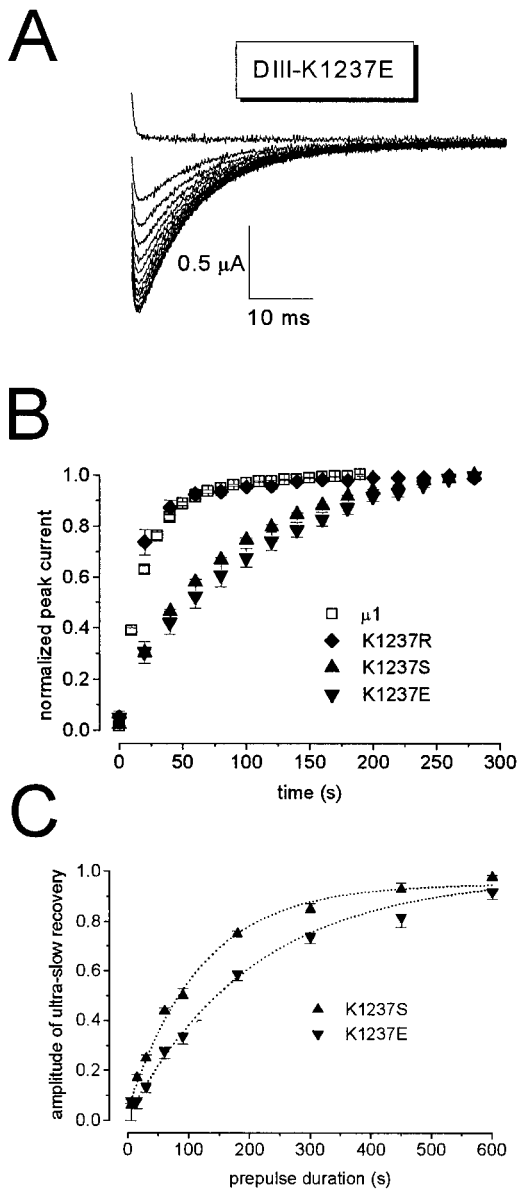 A
DIII-K1237E
0.5 μA
10 ms
B
normalized peak current
1.0
0.8
0.6
0.4
0.2
0.0
μ1
K1237R
K1237S
K1237E
0 50 100 150 200 250 300
time (s)
C
amplitude of ultra-slow recovery
1.0
0.8
0.6
0.4
0.2
0.0
K1237S
K1237E
0 100 200 300 400 500 600
prepulse duration (s)